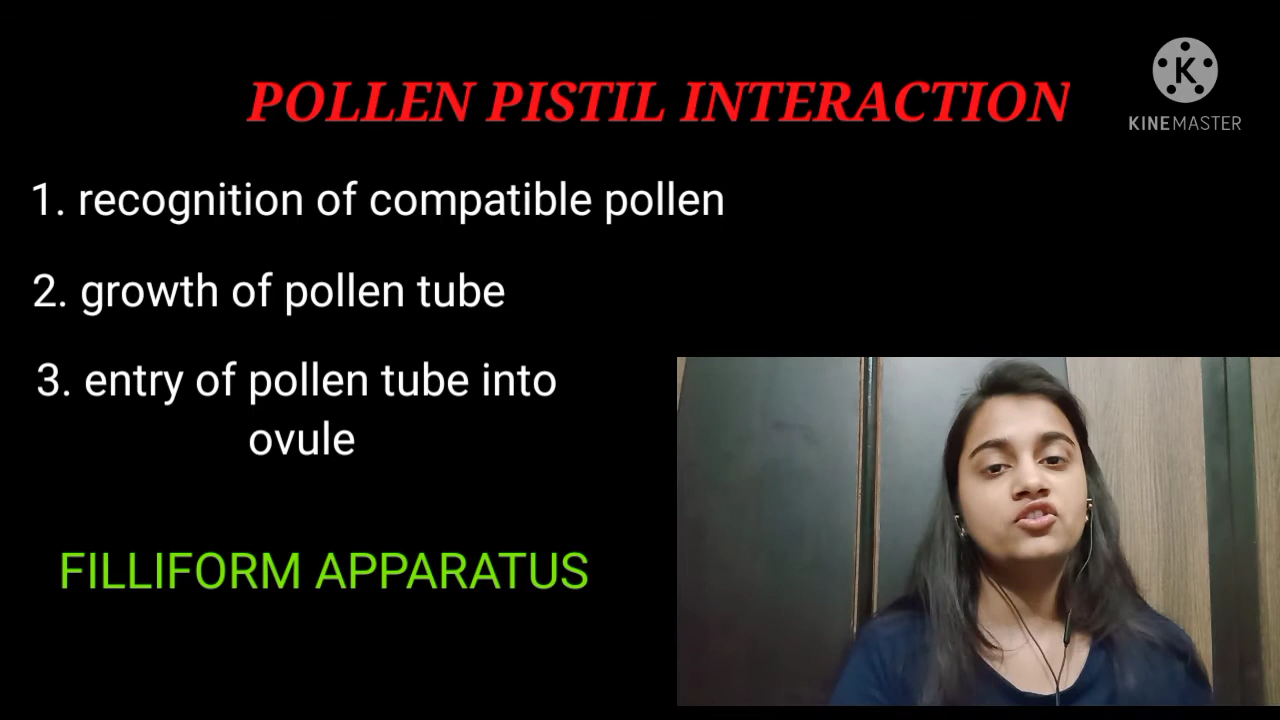 POLLEN PISTIL INTERACTION
K
KINEMASTER
1. recognition of compatible pollen
2. growth of pollen tube
3. entry of pollen tube into
ovule
FILLIFORM APPARATUS